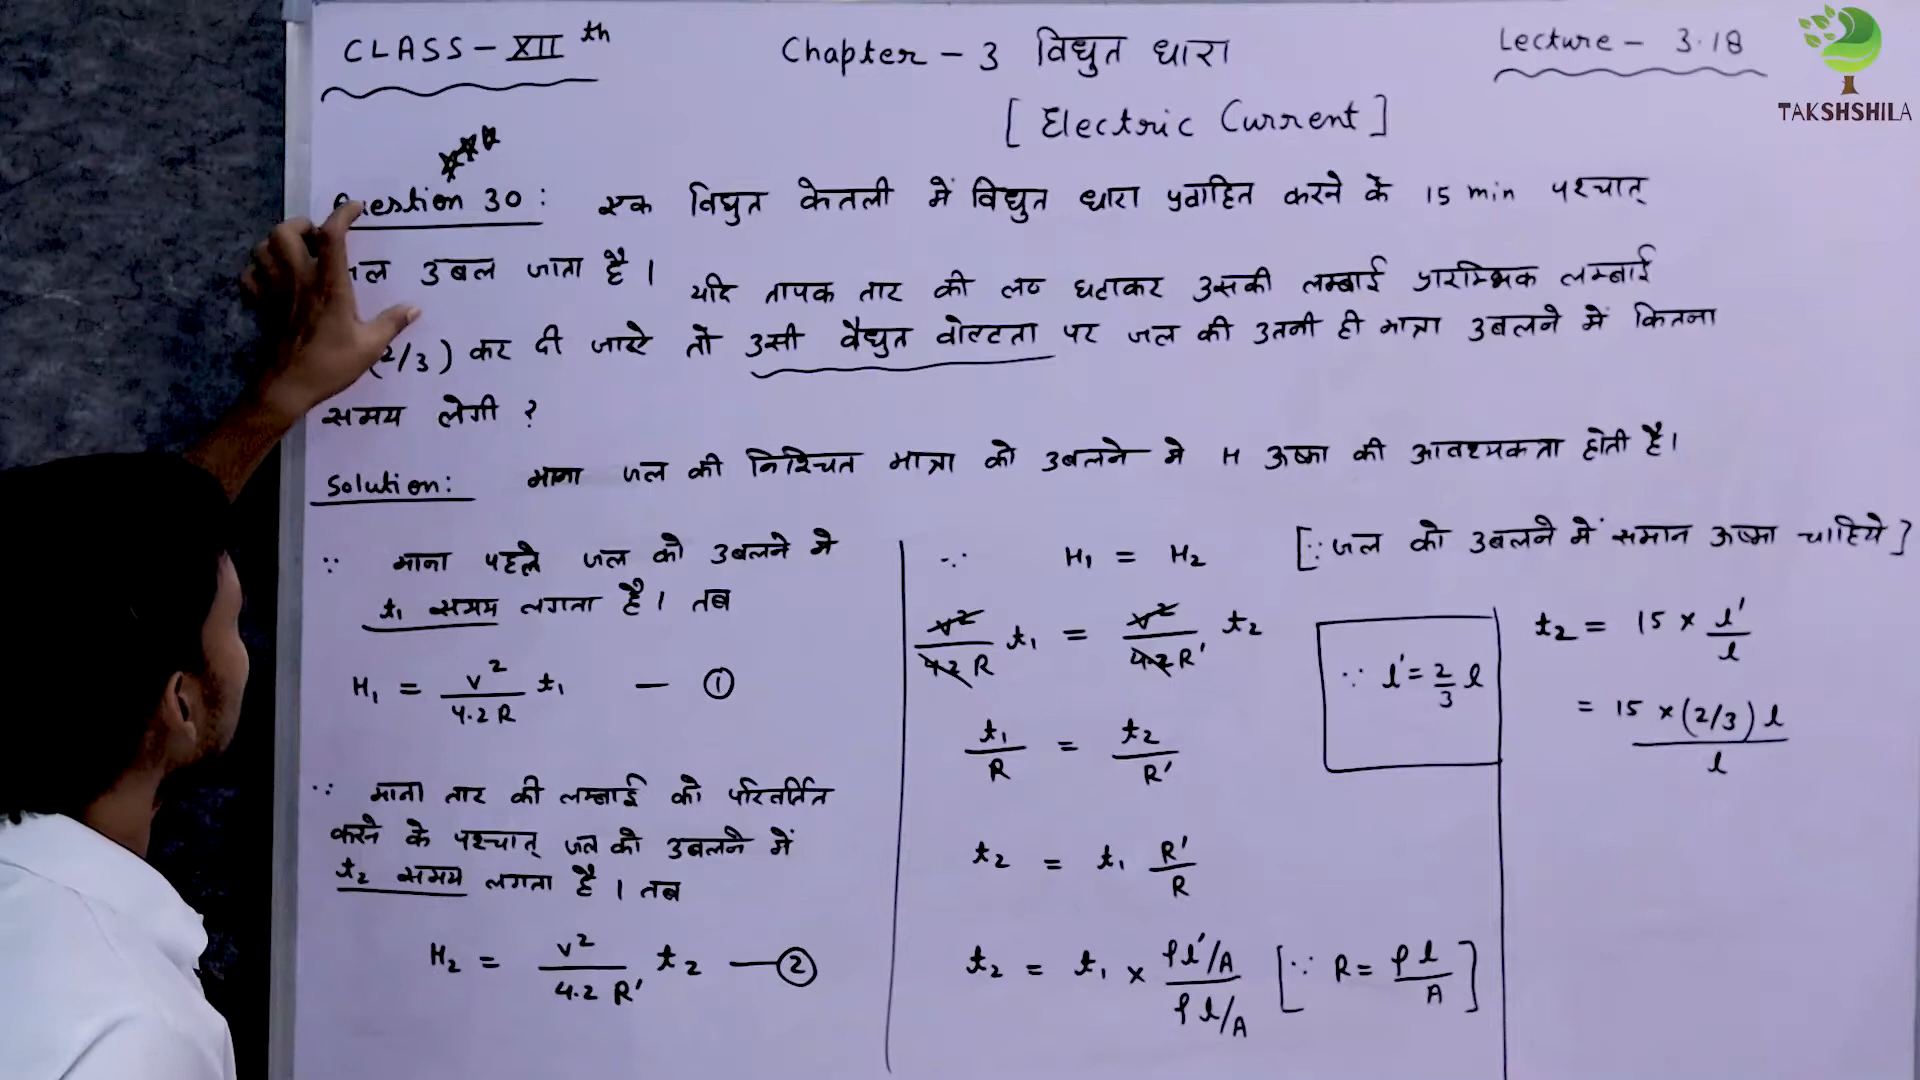 CLASS - XII th
Chapter - 3 विधुत धारा
Lecture - 3.18
[ Electric Current ]
TAKSHSHILA
Question 30 : एक विधुत केतली में विधुत धारा प्रवाहित करने के 15 min पश्चात्
जल उबल जाता है ।
यदि तापक तार की लम्बाई घटाकर उसकी लम्बाई प्रारम्भिक लम्बाई
(2/3) कर दी जाये तो उसी वैधुत वोल्टता पर जल की उतनी ही मात्रा उबलने में कितना
समय लेगी ?
Solution: माना जल की निश्चित मात्रा को उबलने मे H ऊष्मा की आवश्यकता होती है।
∵ माना पहले जल को उबलने मे
t₁ समय लगता है । तब
H₁ = v²/4.2 R t₁ — ①
∵ माना तार की लम्बाई को परिवर्तित
करने के पश्चात् जल को उबलने में
t₂ समय लगता है । तब
H₂ = v²/4.2 R' t₂ — ②
∵ H₁ = H₂ [∵ जल को उबलने में समान ऊष्मा चाहिये]
v²/4.2 R t₁ = v²/4.2 R' t₂
t₁/R = t₂/R'
t₂ = t₁ R'/R
t₂ = t₁ × ρl'/A / ρl/A [∵ R = ρl/A]
∵ l' = 2/3 l
t₂ = 15 × l'/l
= 15 × (2/3) l / l